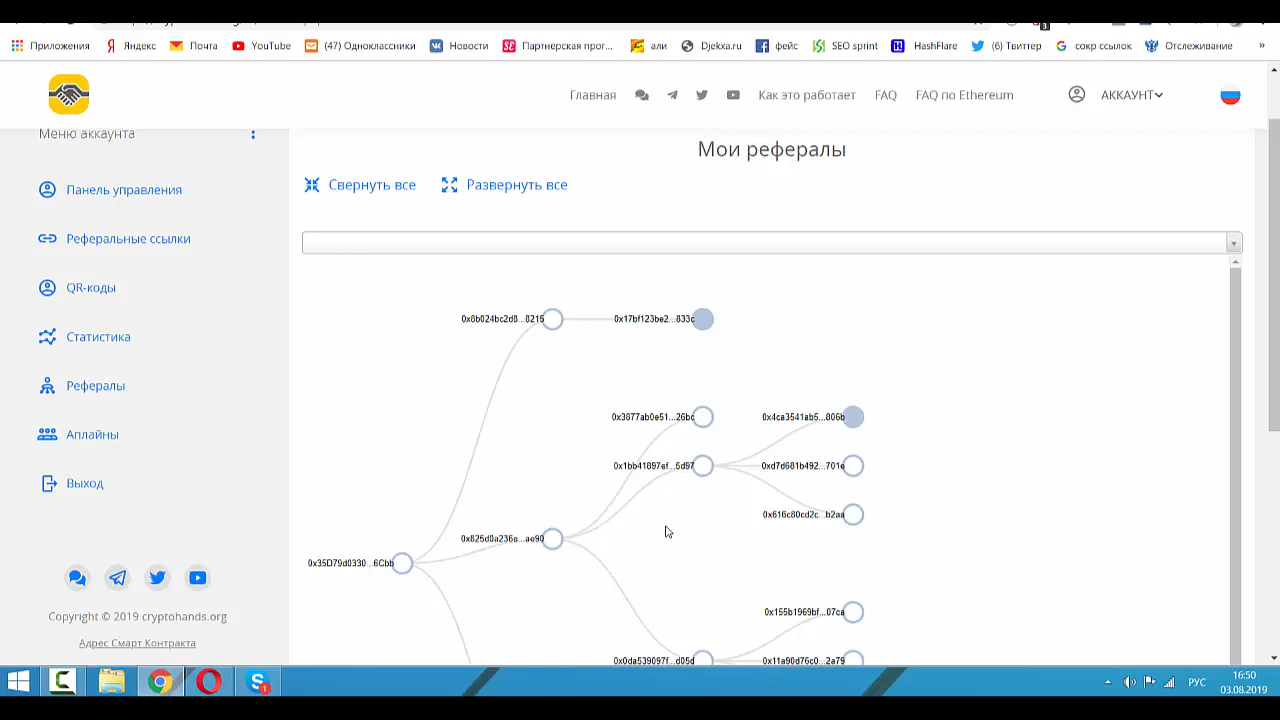 3
Приложения Яндекс Почта YouTube (47) Одноклассники Новости Партнерская прог... али Djekxa.ru фейс SEO sprint HashFlare (6) Твиттер сокр ссылок Отслеживание »
Главная Как это работает FAQ FAQ по Ethereum АККАУНТ
Меню аккаунта
Панель управления
Реферальные ссылки
QR-коды
Статистика
Рефералы
Аплайны
Выход
Copyright © 2019 cryptohands.org
Адрес Смарт Контракта
Мои рефералы
Свернуть все Развернуть все
0x8b024bc2d8...8215 0x17bf123be2...833c
0x3877ab0e51...26bc 0x4ca3541ab5...806b
0x1bb41897ef...5d97 0xd7d681b492...701e
0x616c80cd2c...b2aa
0x825d0a236e...ae90
0x35D79d0330...6Cbb
0x155b1969bf...07ca
0x0da539097f...d05d 0x11a90d76c0...2a79
1
РУС
16:50
03.08.2019